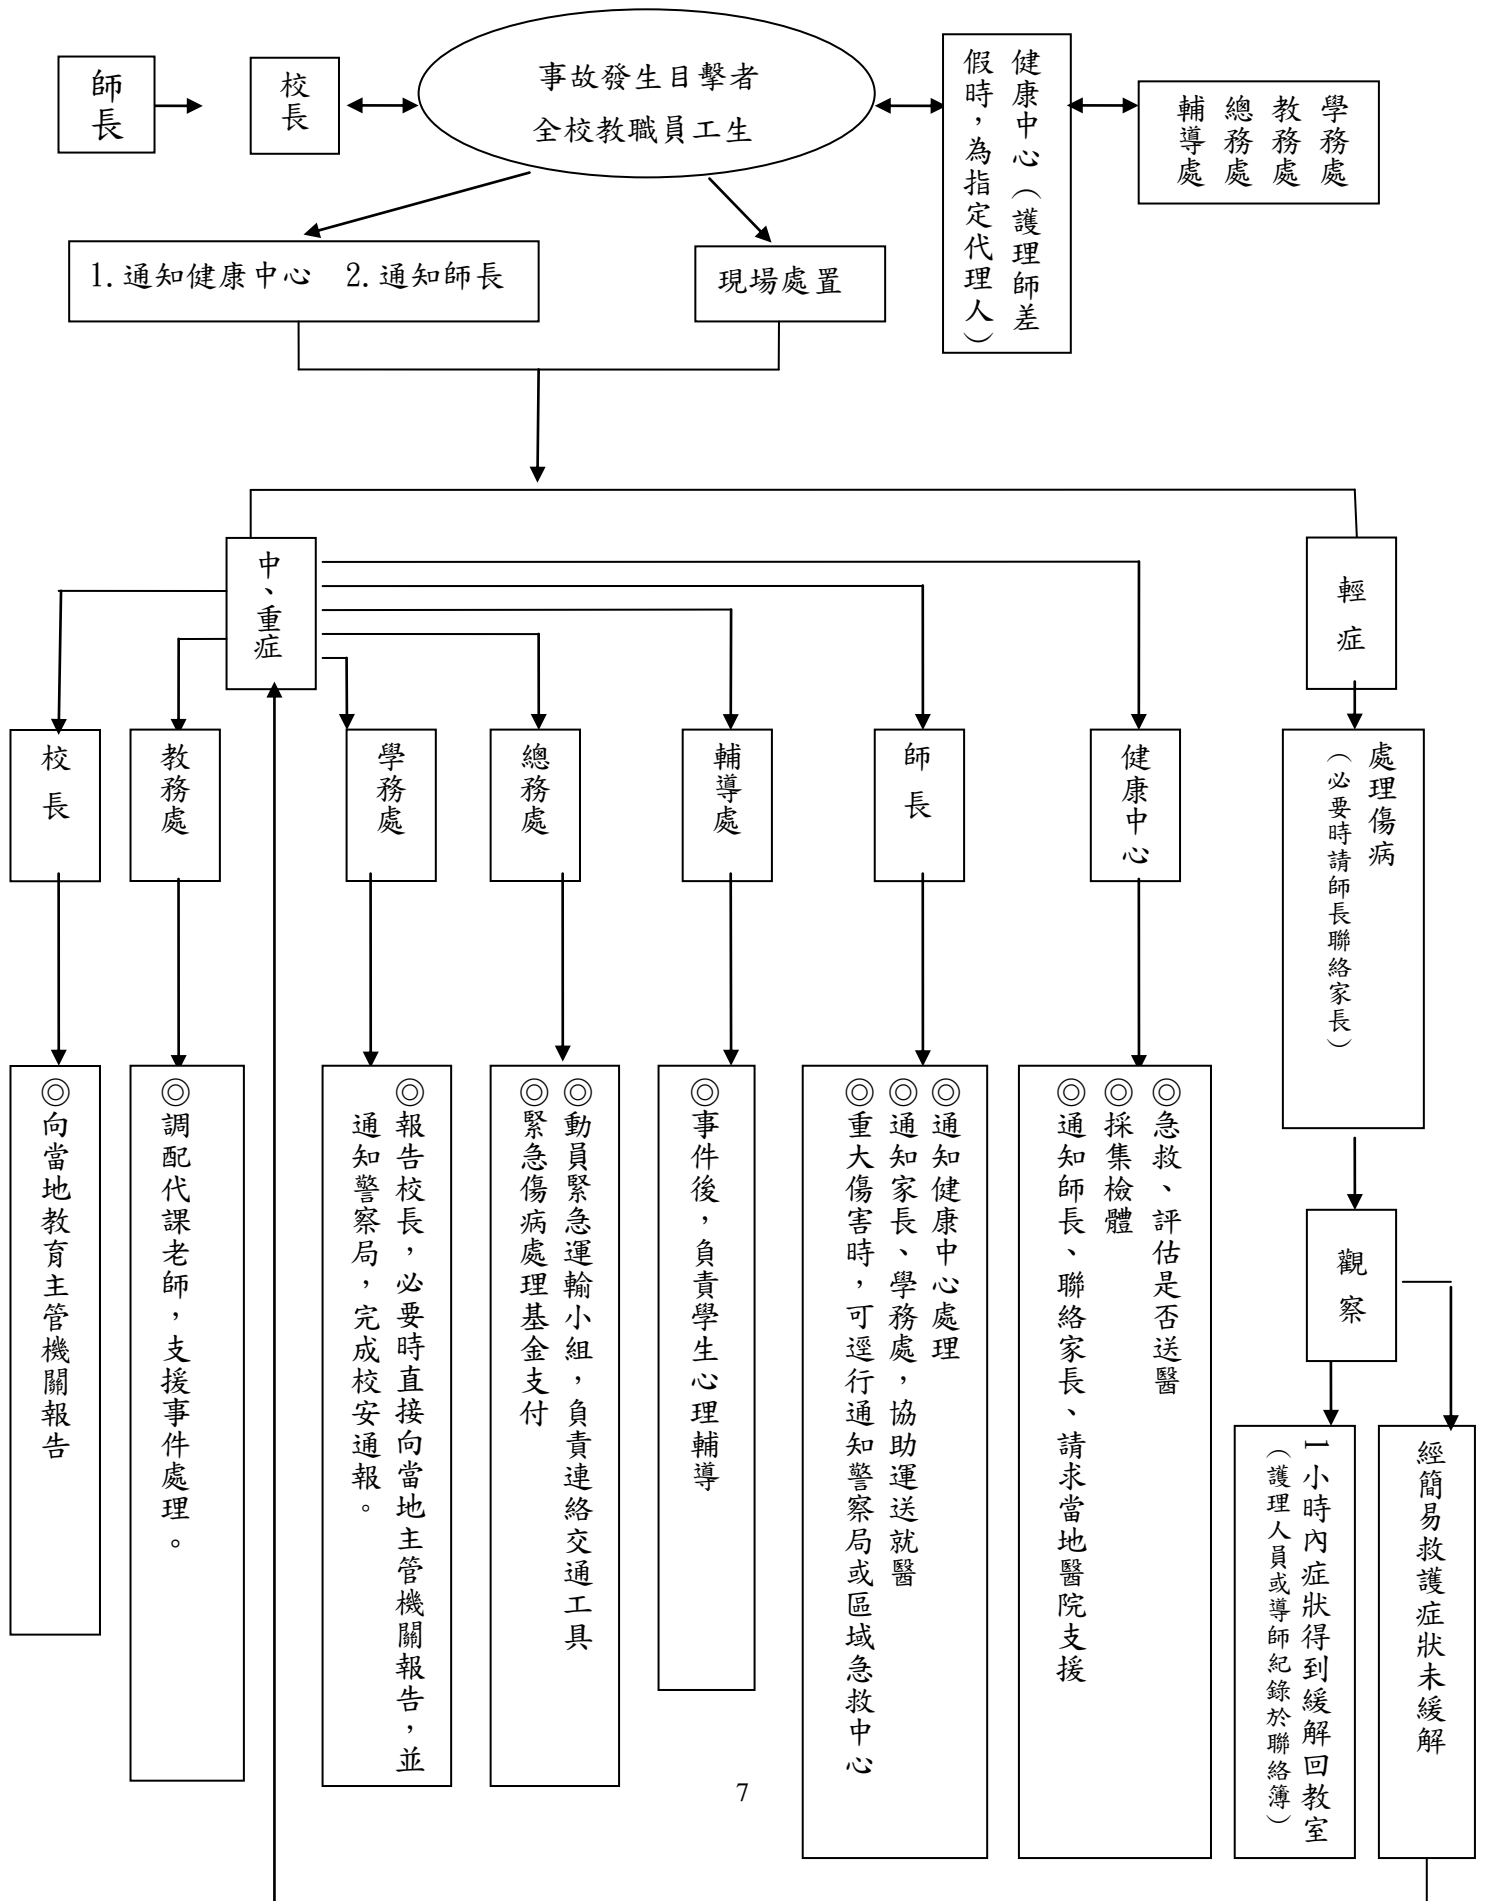 師長
校長
事故發生目擊者
全校教職員工生
健康中心（護理師差
假時，為指定代理人）
學務處
教務處
總務處
輔導處
1.通知健康中心　2.通知師長
現場處置
中、重症
輕症
校長
教務處
學務處
總務處
輔導處
師長
健康中心
處理傷病
（必要時請師長聯絡家長）
◎向當地教育主管機關報告
◎調配代課老師，支援事件處理。
◎報告校長，必要時直接向當地主管機關報告，並
通知警察局，完成校安通報。
◎動員緊急運輸小組，負責連絡交通工具
◎緊急傷病處理基金支付
◎事件後，負責學生心理輔導
◎通知健康中心處理
◎通知家長、學務處，協助運送就醫
◎重大傷害時，可逕行通知警察局或區域急救中心
◎急救、評估是否送醫
◎採集檢體
◎通知師長、聯絡家長、請求當地醫院支援
觀察
1小時內症狀得到緩解回教室
（護理人員或導師紀錄於聯絡簿）
經簡易救護症狀未緩解
7